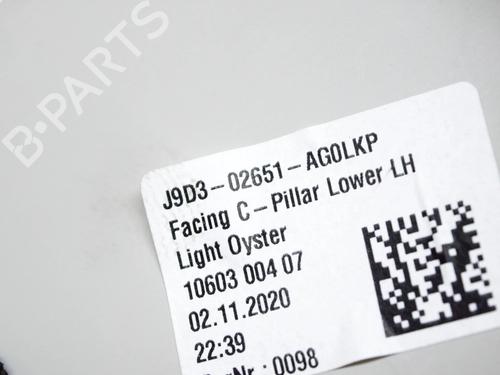 B-PARTS
J9D3-02651-AG0LKP
Facing C-Pillar Lower LH
Light Oyster
10603 004 07
02.11.2020
22:39
Nr.: 0098